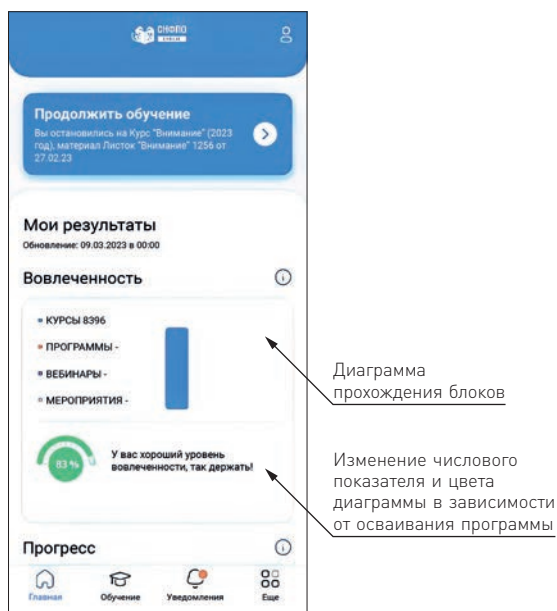 СНФПО
Продолжить обучение
Вы остановились на Курс "Внимание" (2023
год), материал Листок "Внимание" 1256 от
27.02.23
Мои результаты
Обновление: 09.03.2023 в 00:00
Вовлеченность
КУРСЫ 8396
ПРОГРАММЫ -
ВЕБИНАРЫ -
МЕРОПРИЯТИЯ -
83 %
У вас хороший уровень
вовлеченности, так держать!
Прогресс
Главная
Обучение
Уведомления
Еще
Диаграмма
прохождения блоков
Изменение числового
показателя и цвета
диаграммы в зависимости
от осваивания программы